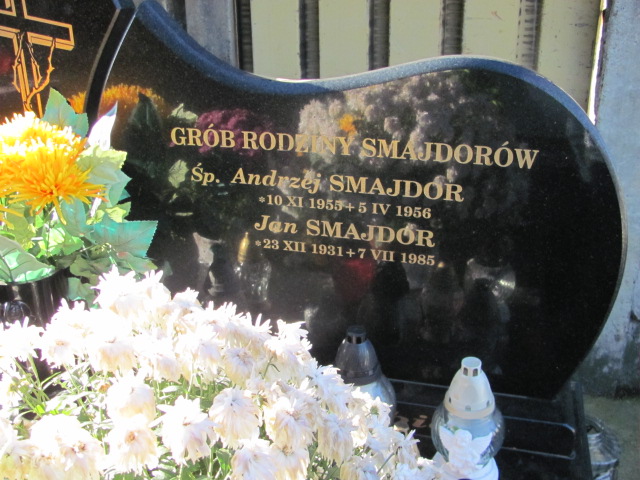 GRÓB RODZINY SMAJDORÓW
Śp. Andrzej SMAJDOR
*10 XI 1955+5 IV 1956
Jan SMAJDOR
*23 XII 1931+7 VII 1985